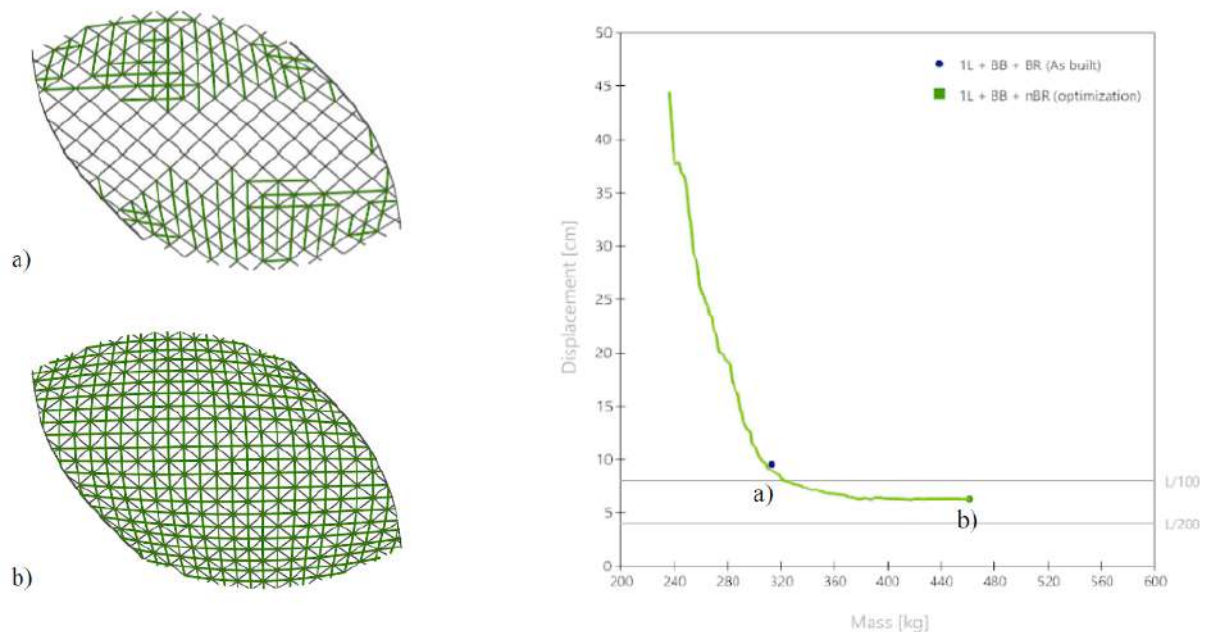 a)
b)
50
45
40
35
30
25
20
15
10
5
0
Displacement [cm]
1L + BB + BR (As built)
1L + BB + nBR (optimization)
a)
b)
L/100
L/200
200 240 280 320 360 400 440 480 520 560 600
Mass [kg]